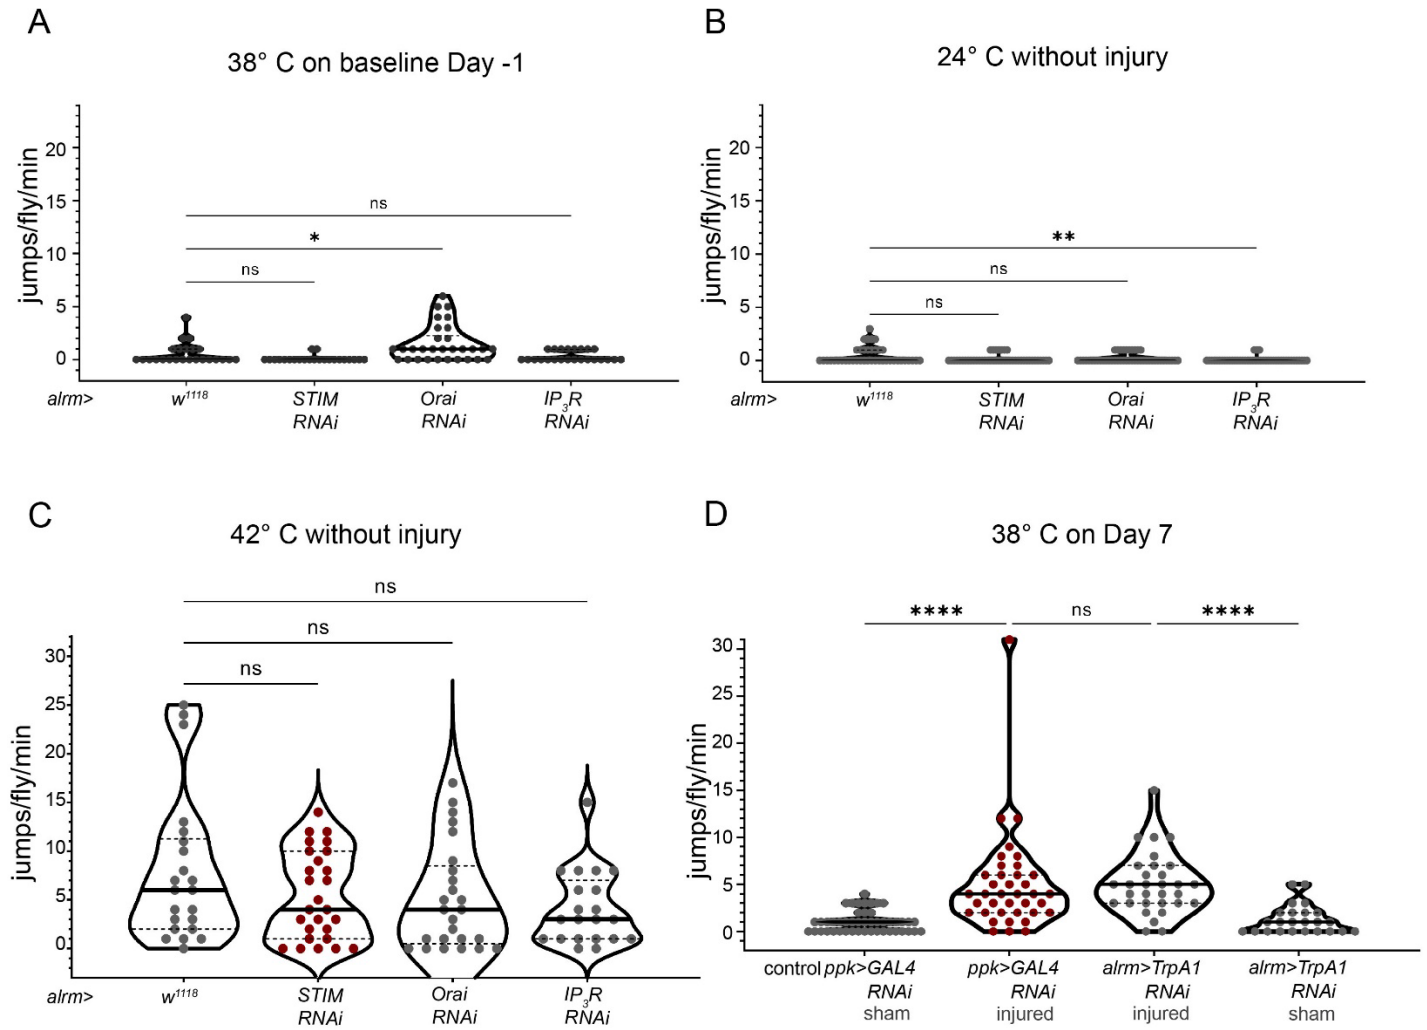 A
38° C on baseline Day -1
jumps/fly/min
20
15
10
5
0
ns
*
ns
alrm>
w1118
STIM RNAi
Orai RNAi
IP3R RNAi
B
24° C without injury
jumps/fly/min
20
15
10
5
0
**
ns
ns
alrm>
w1118
STIM RNAi
Orai RNAi
IP3R RNAi
C
42° C without injury
jumps/fly/min
30
25
20
15
10
5
0
ns
ns
ns
alrm>
w1118
STIM RNAi
Orai RNAi
IP3R RNAi
D
38° C on Day 7
jumps/fly/min
30
25
20
15
10
5
0
****
ns
****
control ppk>GAL4
RNAi
sham
ppk>GAL4
RNAi
injured
alrm>TrpA1
RNAi
injured
alrm>TrpA1
RNAi
sham